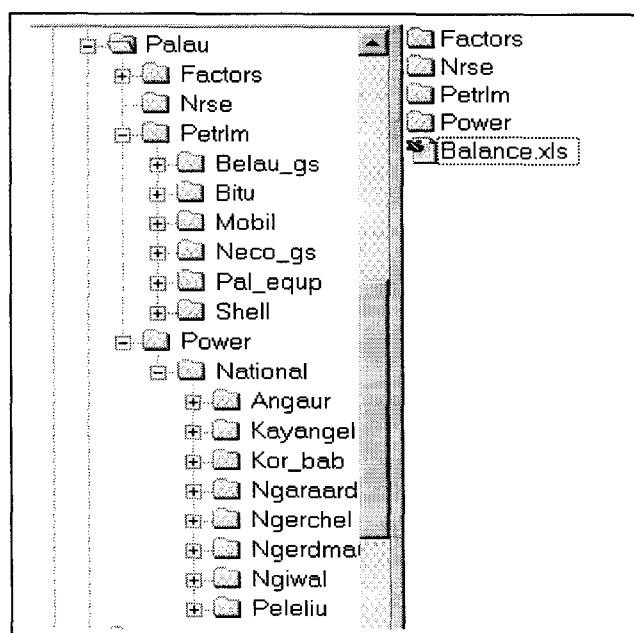 Palau
Factors
Nrse
Petrlm
Belau_gs
Bitu
Mobil
Neco_gs
Pal_equp
Shell
Power
National
Angaur
Kayangel
Kor_bab
Ngaraard
Ngerchel
Ngerdmai
Ngiwal
Peleliu
Factors
Nrse
Petrlm
Power
Balance.xls